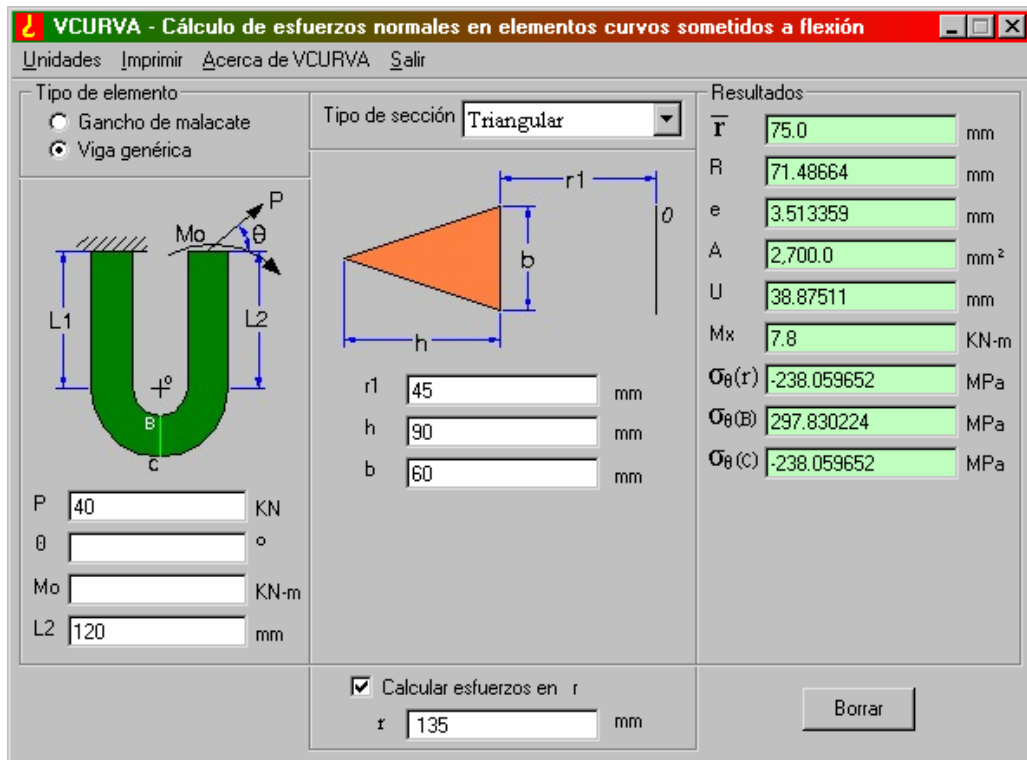 VCURVA - Cálculo de esfuerzos normales en elementos curvos sometidos a flexión
Unidades Imprimir Acerca de VCURVA Salir
Tipo de elemento
Gancho de malacate
Viga genérica
P
Mo
θ
L1
L2
o
B
C
P 40 KN
θ º
Mo KN-m
L2 120 mm
Tipo de sección Triangular
r1
0
b
h
r1 45 mm
h 90 mm
b 60 mm
Calcular esfuerzos en r
r 135 mm
Resultados
r̅ 75.0 mm
R 71.48664 mm
e 3.513359 mm
A 2,700.0 mm²
U 38.87511 mm
Mx 7.8 KN-m
σθ(r) -238.059652 MPa
σθ(B) 297.830224 MPa
σθ(C) -238.059652 MPa
Borrar